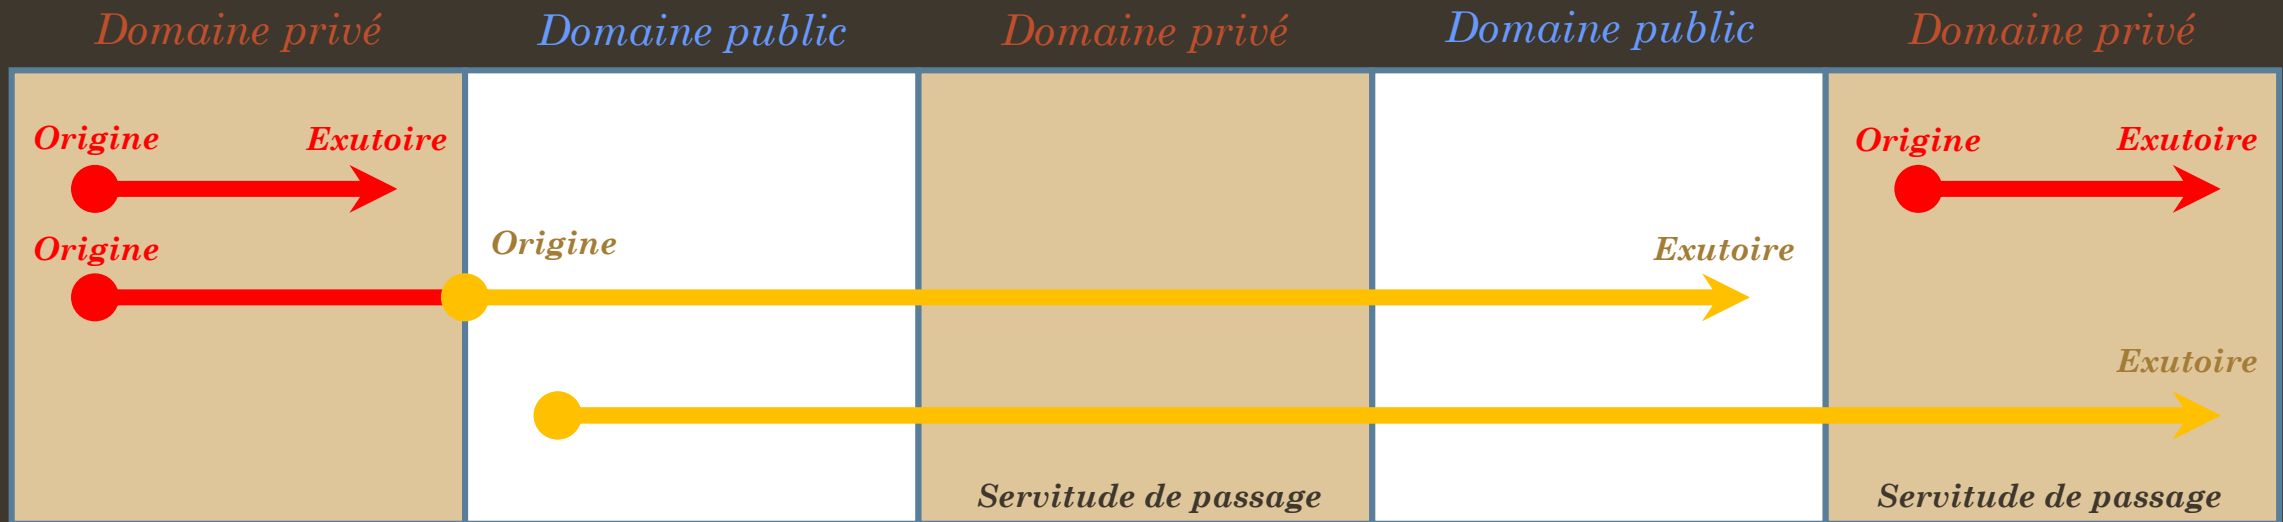 Domaine privé
Domaine public
Domaine privé
Domaine public
Domaine privé
Origine
Exutoire
Origine
Exutoire
Origine
Origine
Exutoire
Exutoire
Servitude de passage
Servitude de passage